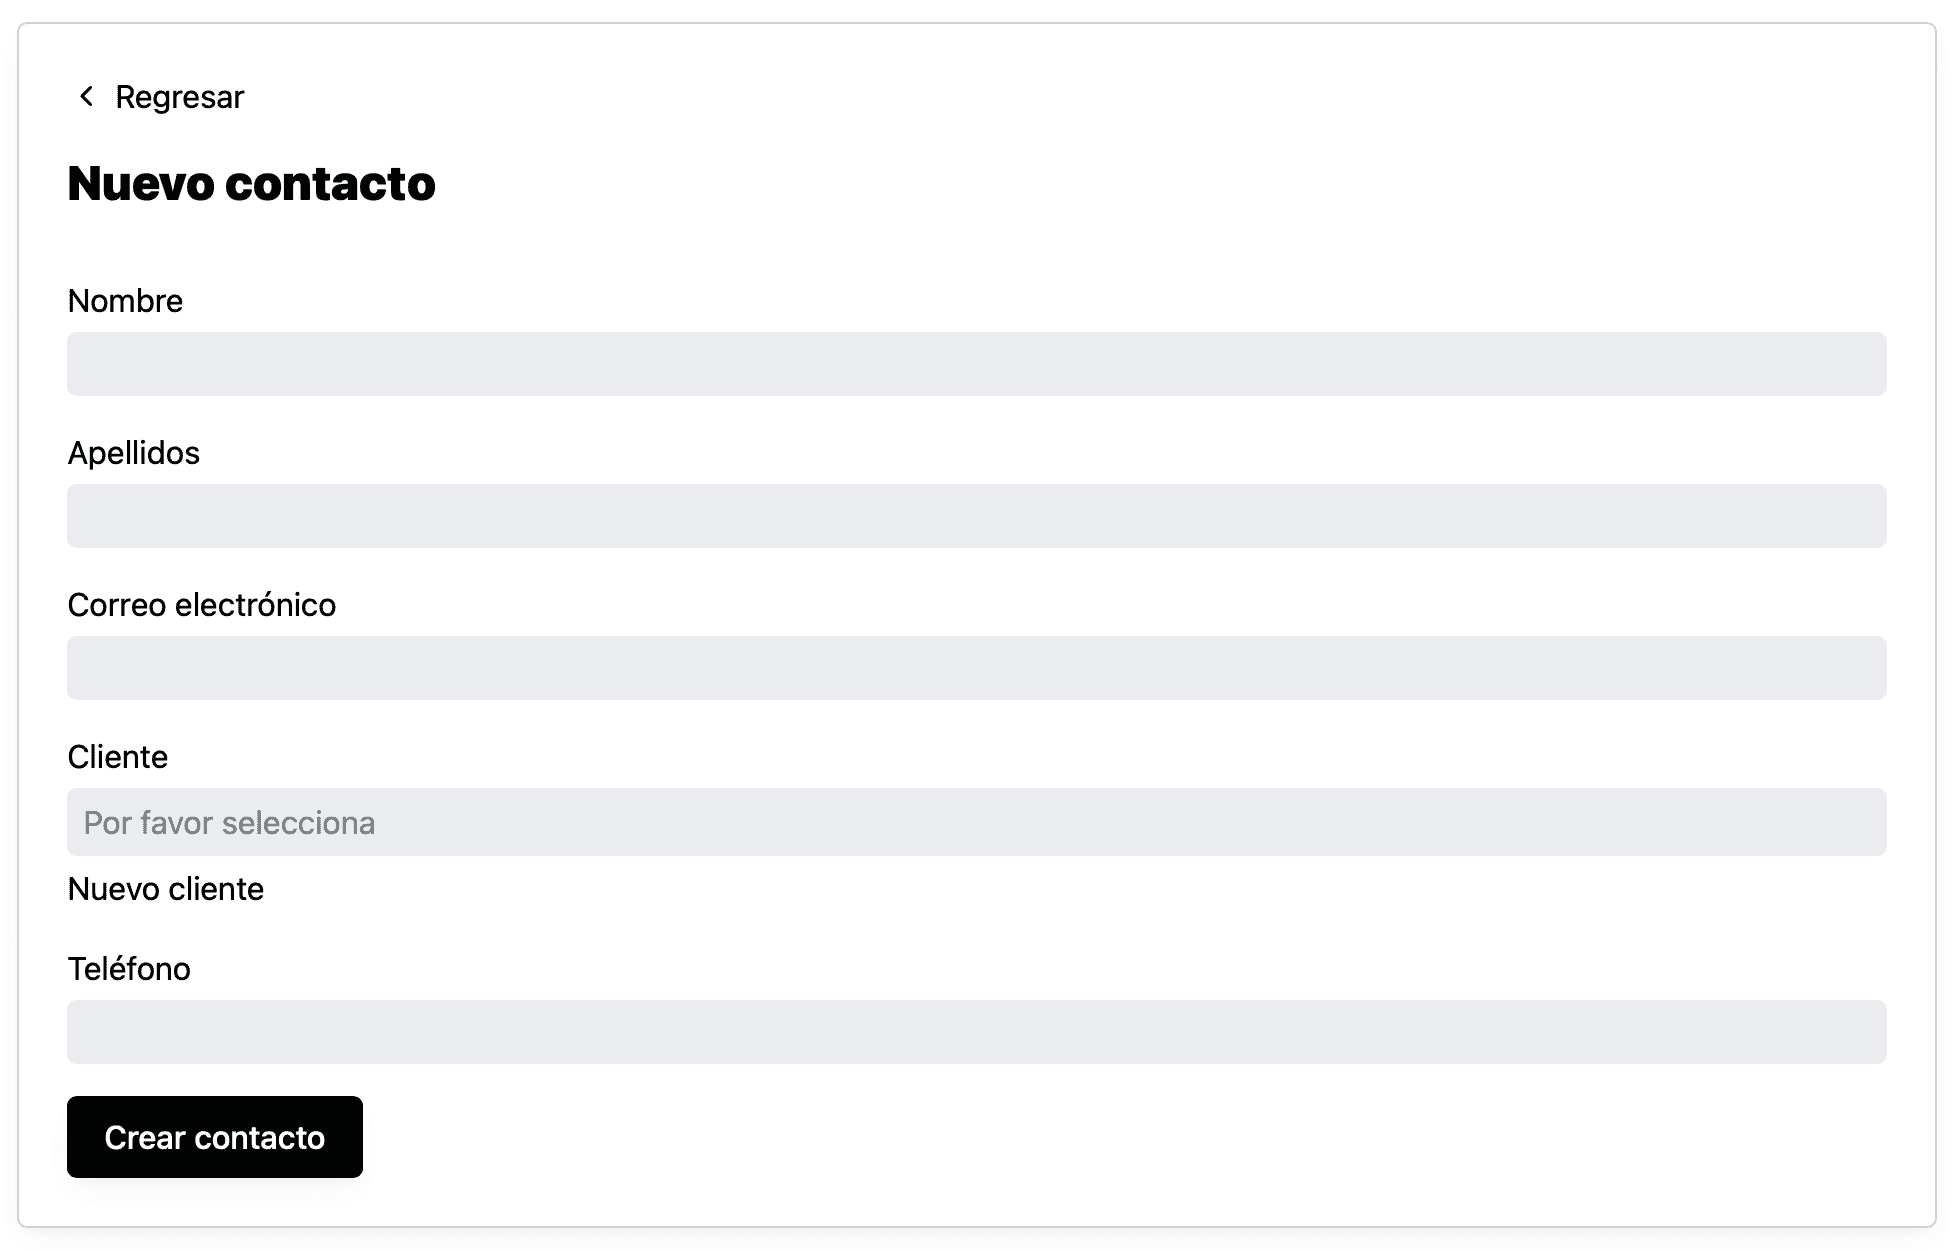 Regresar
Nuevo contacto
Nombre
Apellidos
Correo electrónico
Cliente
Por favor selecciona
Nuevo cliente
Teléfono
Crear contacto